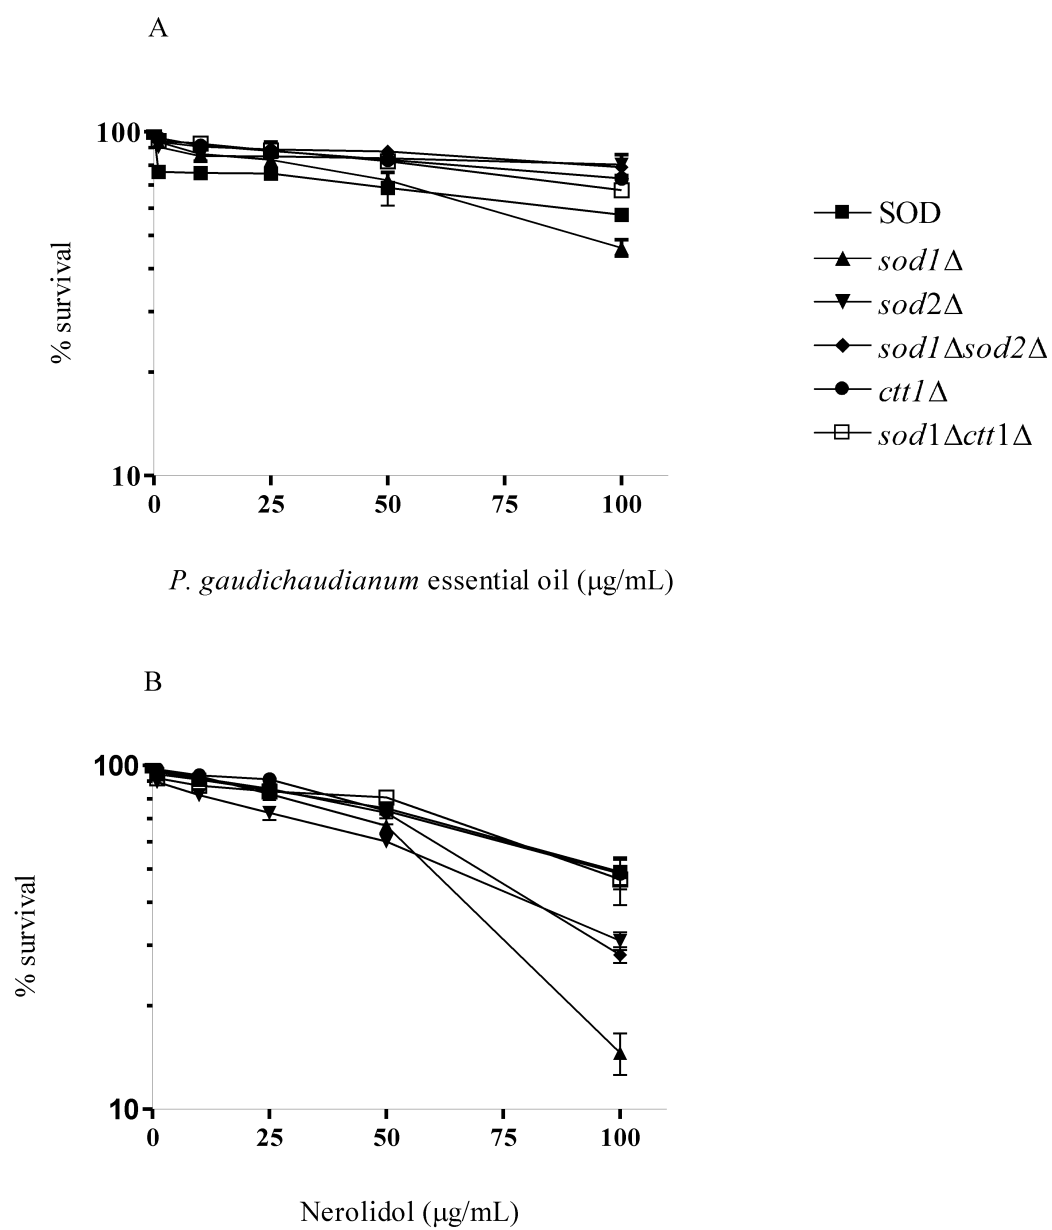 A
100
10
0 25 50 75 100
% survival
P. gaudichaudianum essential oil (µg/mL)
SOD
sod1Δ
sod2Δ
sod1Δsod2Δ
ctt1Δ
sod1Δctt1Δ
B
100
10
0 25 50 75 100
% survival
Nerolidol (µg/mL)